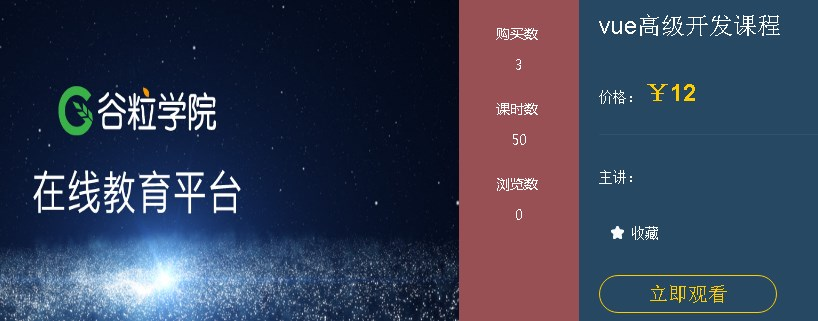 谷粒学院
在线教育平台
购买数
3
课时数
50
浏览数
0
vue高级开发课程
价格：￥12
主讲：
收藏
立即观看